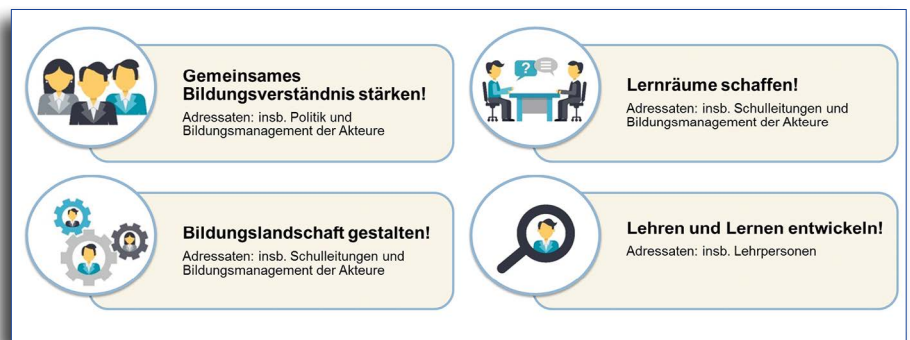 Gemeinsames
Bildungsverständnis stärken!
Adressaten: insb. Politik und
Bildungsmanagement der Akteure
?
Lernräume schaffen!
Adressaten: insb. Schulleitungen und
Bildungsmanagement der Akteure
Bildungslandschaft gestalten!
Adressaten: insb. Schulleitungen und
Bildungsmanagement der Akteure
Lehren und Lernen entwickeln!
Adressaten: insb. Lehrpersonen